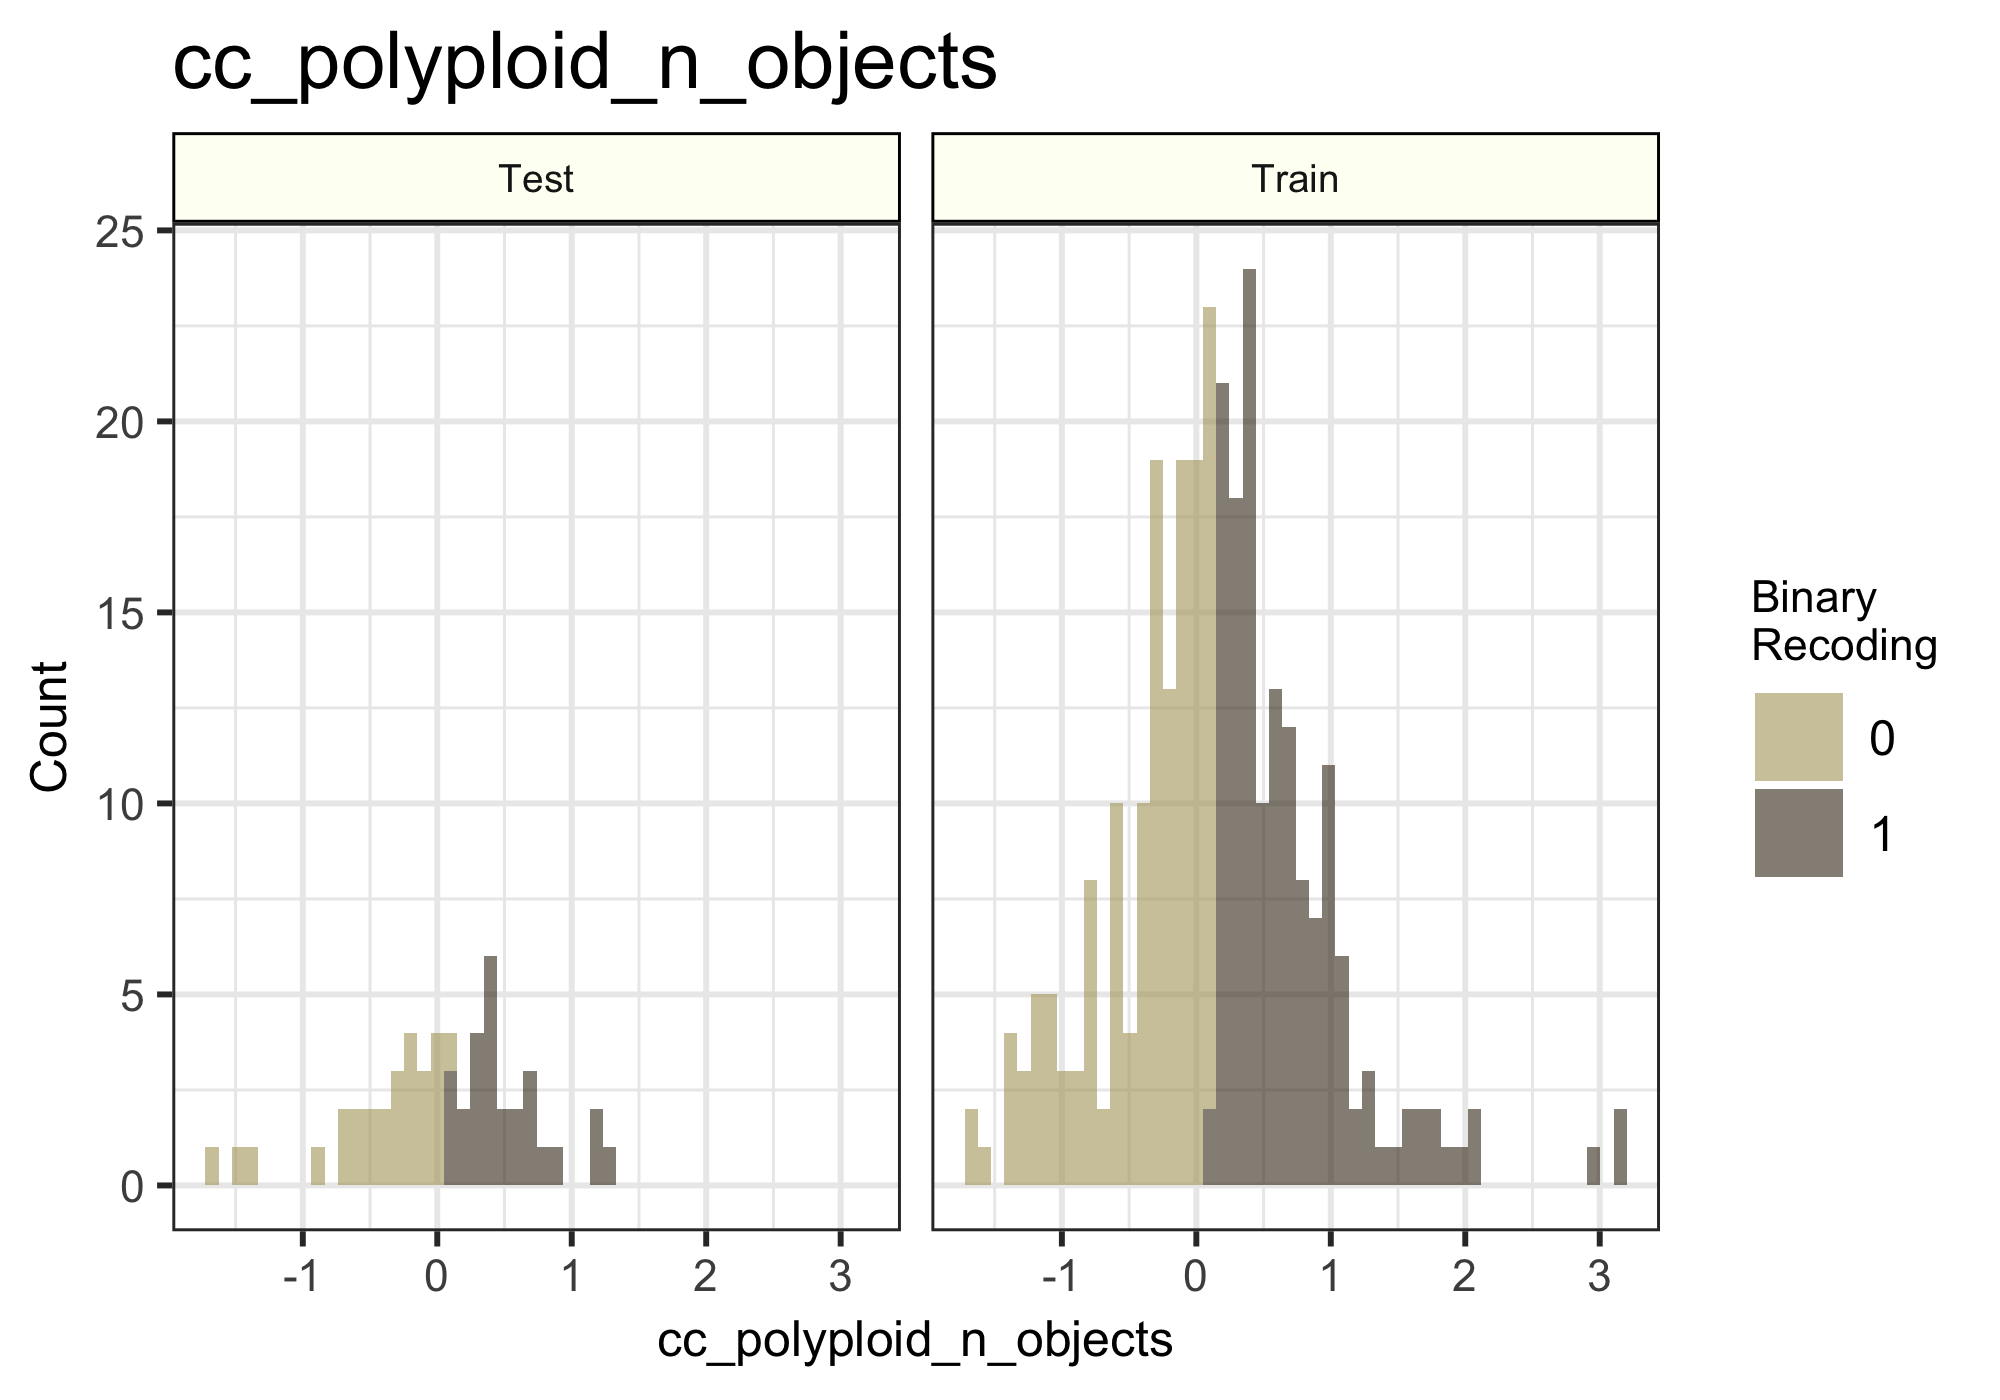 cc_polyploid_n_objects
Test
Train
25
20
15
10
5
0
Count
-1 0 1 2 3
-1 0 1 2 3
cc_polyploid_n_objects
Binary
Recoding
0
1